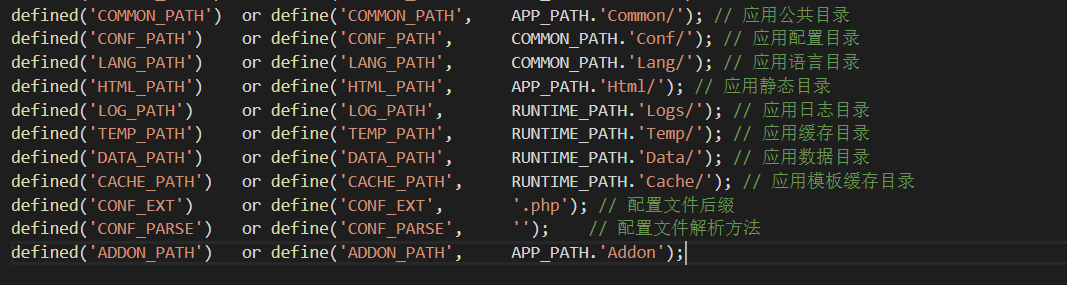 defined('COMMON_PATH')  or define('COMMON_PATH',    APP_PATH.'Common/'); // 应用公共目录
defined('CONF_PATH')    or define('CONF_PATH',      COMMON_PATH.'Conf/'); // 应用配置目录
defined('LANG_PATH')    or define('LANG_PATH',      COMMON_PATH.'Lang/'); // 应用语言目录
defined('HTML_PATH')    or define('HTML_PATH',      APP_PATH.'Html/'); // 应用静态目录
defined('LOG_PATH')     or define('LOG_PATH',       RUNTIME_PATH.'Logs/'); // 应用日志目录
defined('TEMP_PATH')    or define('TEMP_PATH',      RUNTIME_PATH.'Temp/'); // 应用缓存目录
defined('DATA_PATH')    or define('DATA_PATH',      RUNTIME_PATH.'Data/'); // 应用数据目录
defined('CACHE_PATH')   or define('CACHE_PATH',     RUNTIME_PATH.'Cache/'); // 应用模板缓存目录
defined('CONF_EXT')     or define('CONF_EXT',       '.php'); // 配置文件后缀
defined('CONF_PARSE')   or define('CONF_PARSE',     '');    // 配置文件解析方法
defined('ADDON_PATH')   or define('ADDON_PATH',     APP_PATH.'Addon');